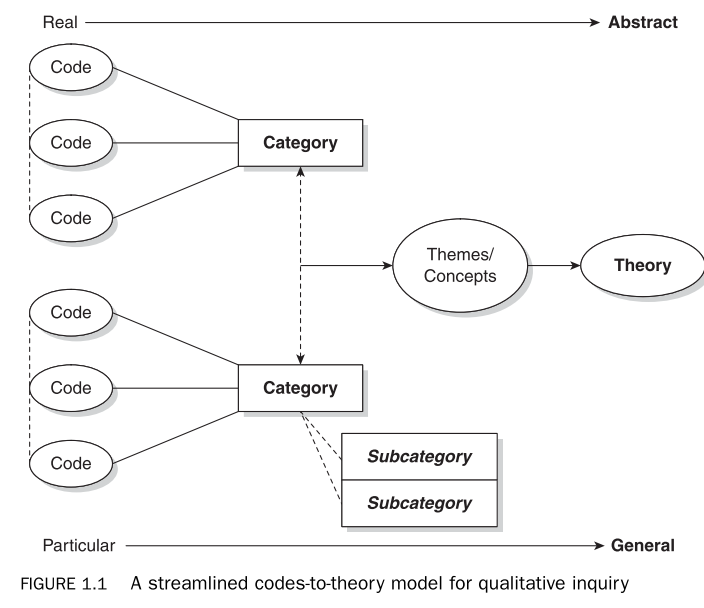 Real Abstract
Code
Code
Category
Code
Themes/
Concepts
Theory
Code
Code
Category
Code
Subcategory
Subcategory
Particular General
FIGURE 1.1 A streamlined codes-to-theory model for qualitative inquiry